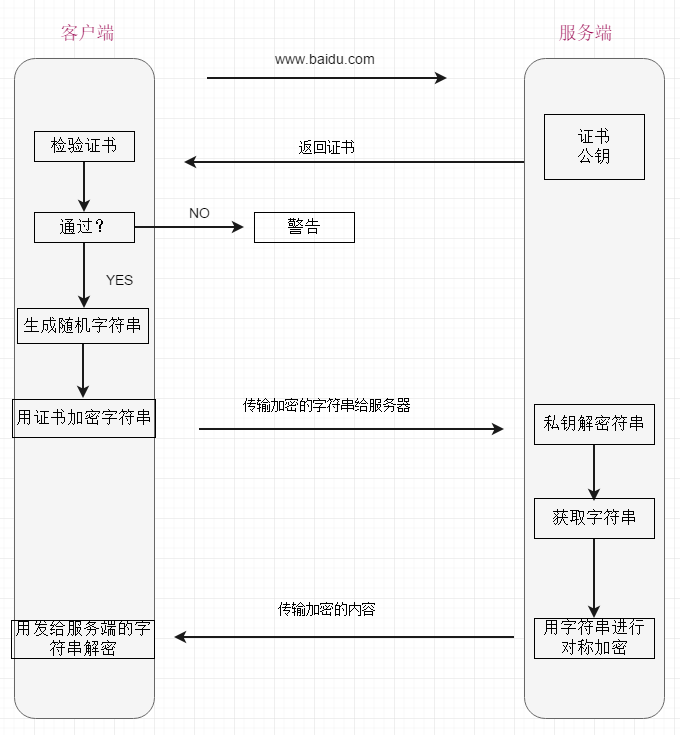 客户端
服务端
www.baidu.com
证书
公钥
检验证书
返回证书
通过?
NO
警告
YES
生成随机字符串
用证书加密字符串
传输加密的字符串给服务器
私钥解密符串
获取字符串
传输加密的内容
用发给服务端的字
符串解密
用字符串进行
对称加密